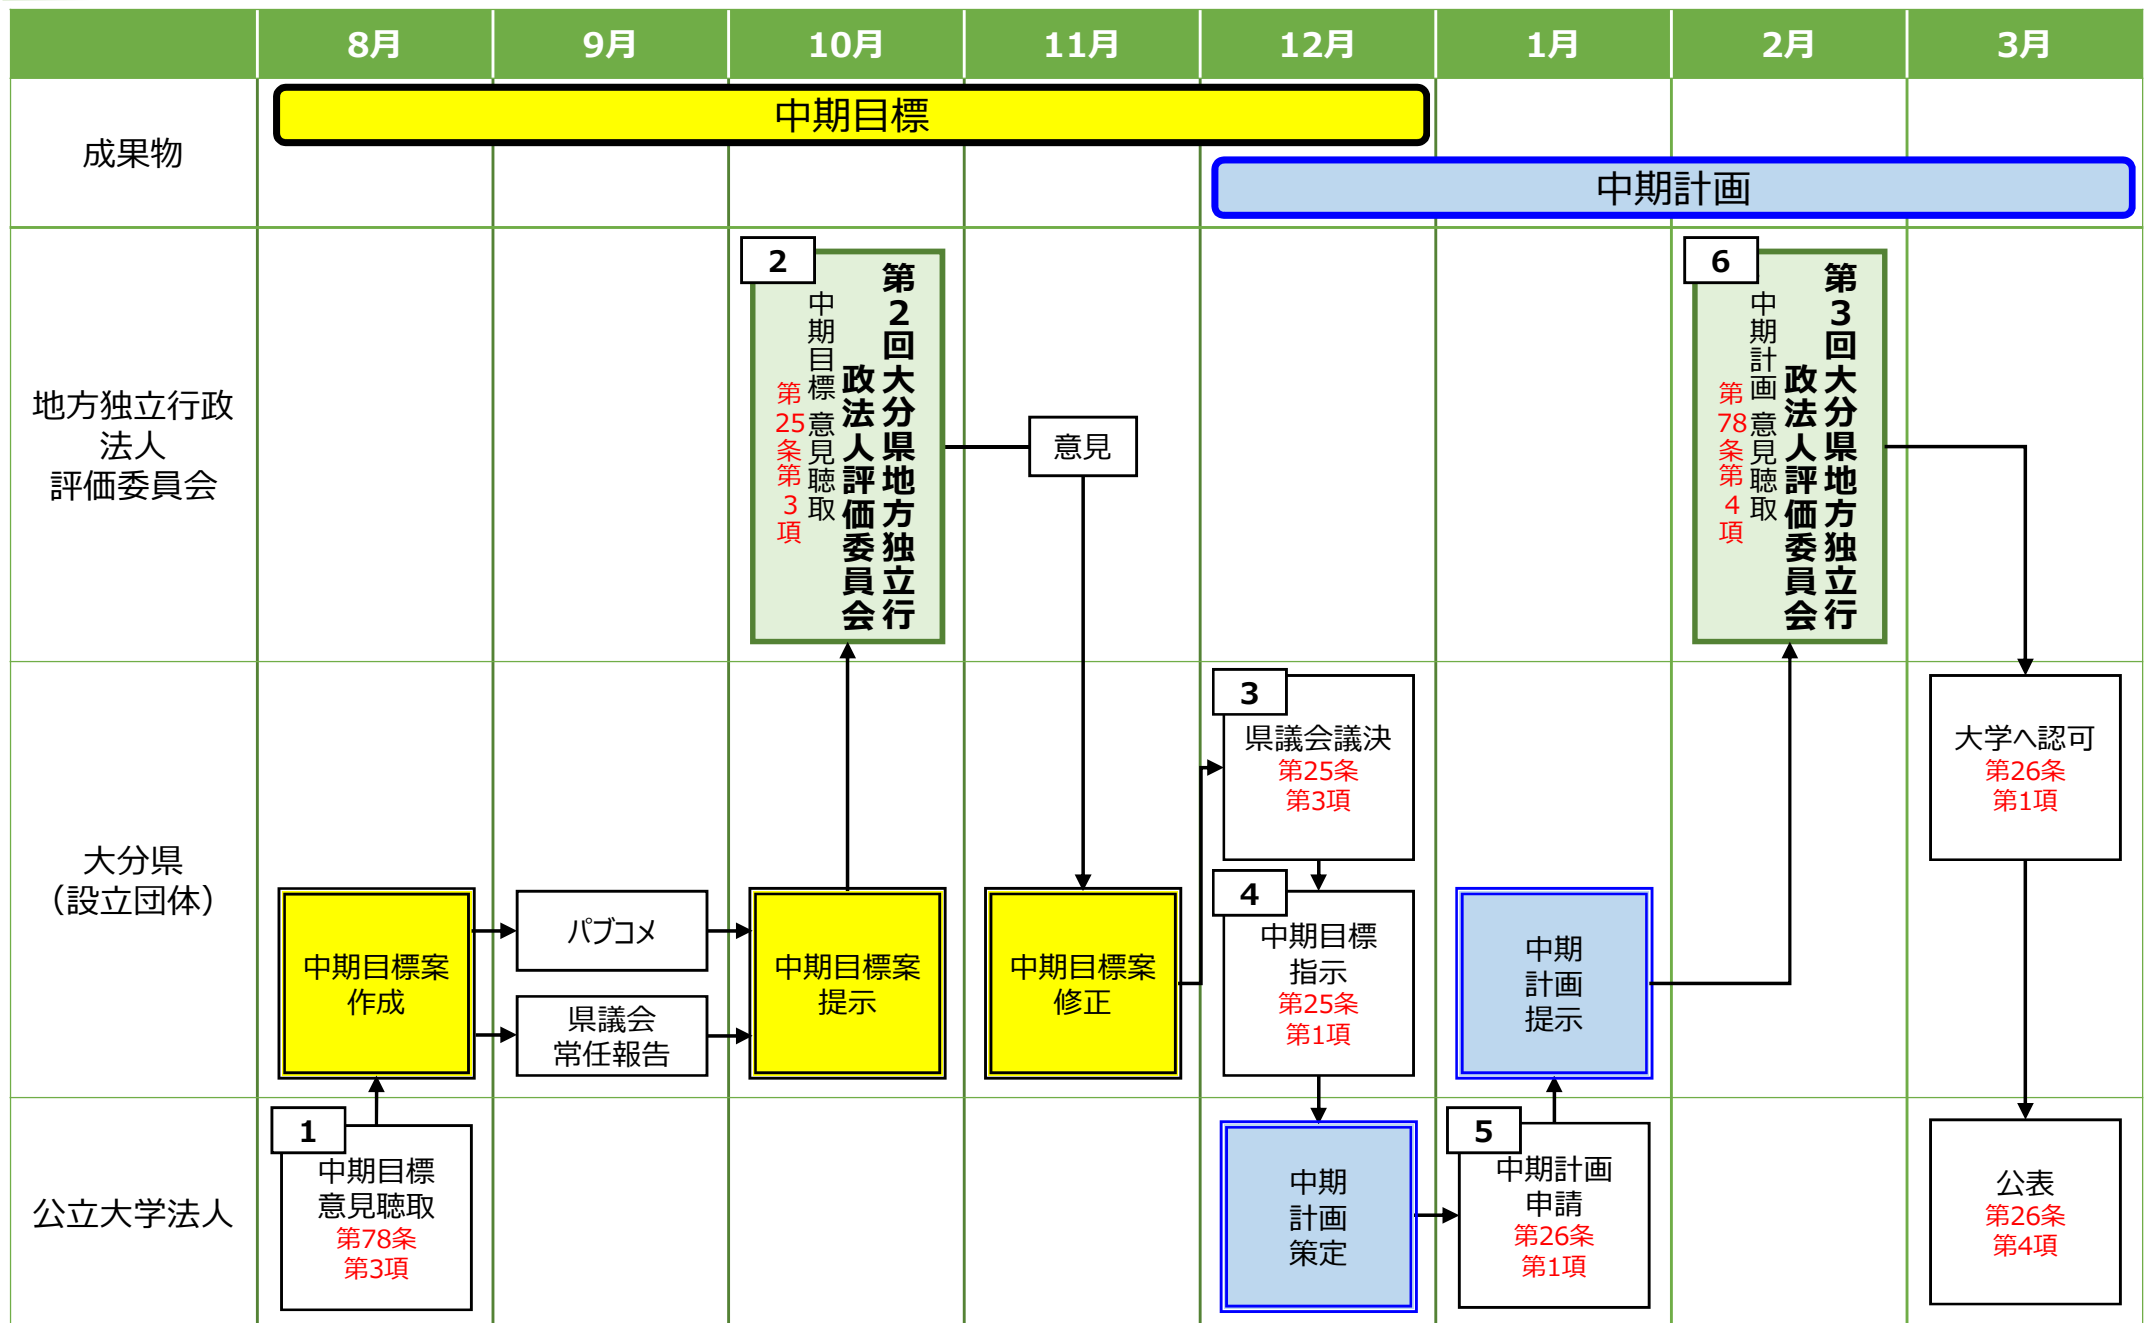 8月
9月
10月
11月
12月
1月
2月
3月
成果物
中期目標
中期計画
地方独立行政
法人
評価委員会
2
第2回大分県地方独立行
政法人評価委員会
中期目標 意見聴取
第25条第3項
意見
6
第3回大分県地方独立行
政法人評価委員会
中期計画 意見聴取
第78条第4項
大分県
（設立団体）
中期目標案
作成
パブコメ
県議会
常任報告
中期目標案
提示
中期目標案
修正
3
県議会議決
第25条
第3項
4
中期目標
指示
第25条
第1項
中期
計画
提示
大学へ認可
第26条
第1項
公立大学法人
1
中期目標
意見聴取
第78条
第3項
中期
計画
策定
5
中期計画
申請
第26条
第1項
公表
第26条
第4項